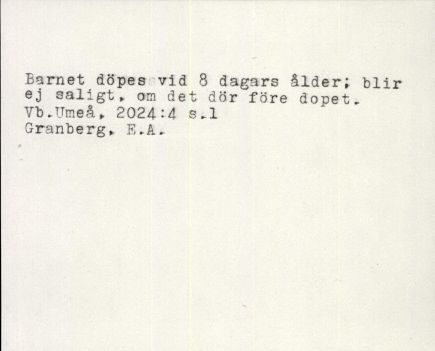 Barnet döpes vid 8 dagars ålder; blir
ej saligt, om det dör före dopet.
Vb.Umeå, 2024:4 s.1
Granberg, E.A.